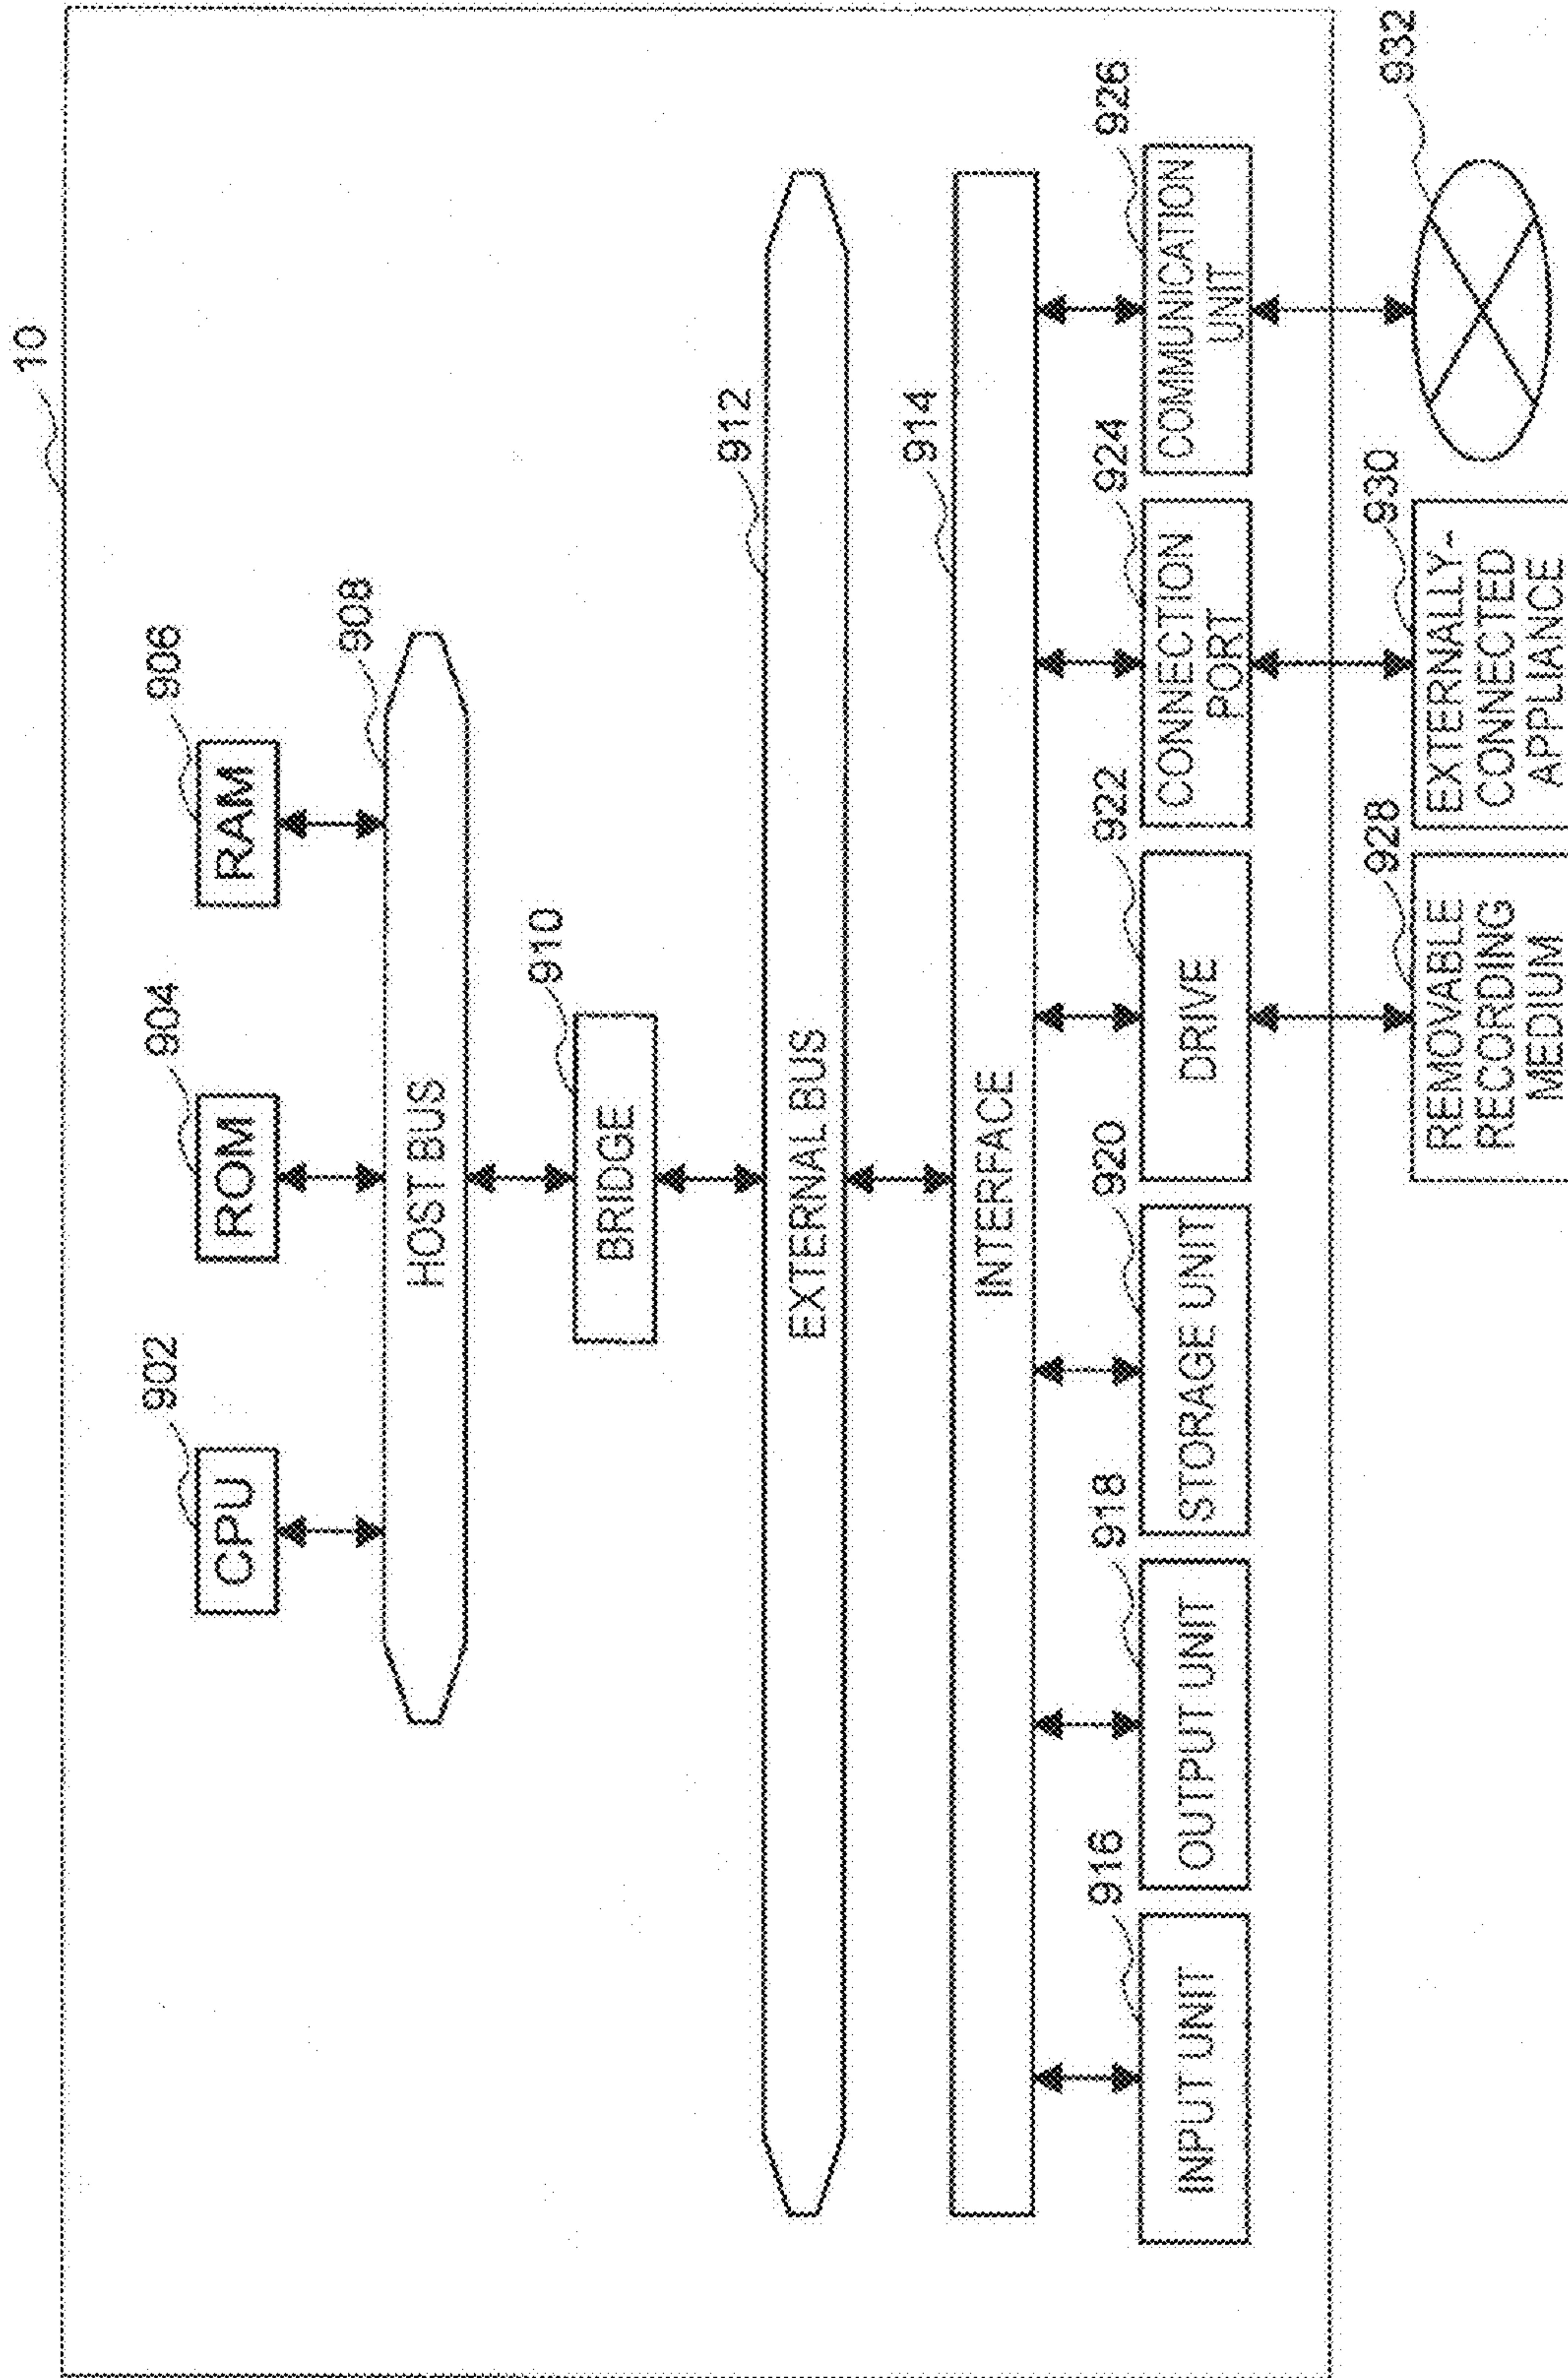 10
902
904
906
CPU
ROM
RAM
908
HOST BUS
910
BRIDGE
912
EXTERNAL BUS
914
INTERFACE
916
918
920
922
924
926
INPUT UNIT
OUTPUT UNIT
STORAGE UNIT
DRIVE
CONNECTION
PORT
COMMUNICATION
UNIT
928
930
932
REMOVABLE
RECORDING
MEDIUM
EXTERNALLY-
CONNECTED
APPLIANCE